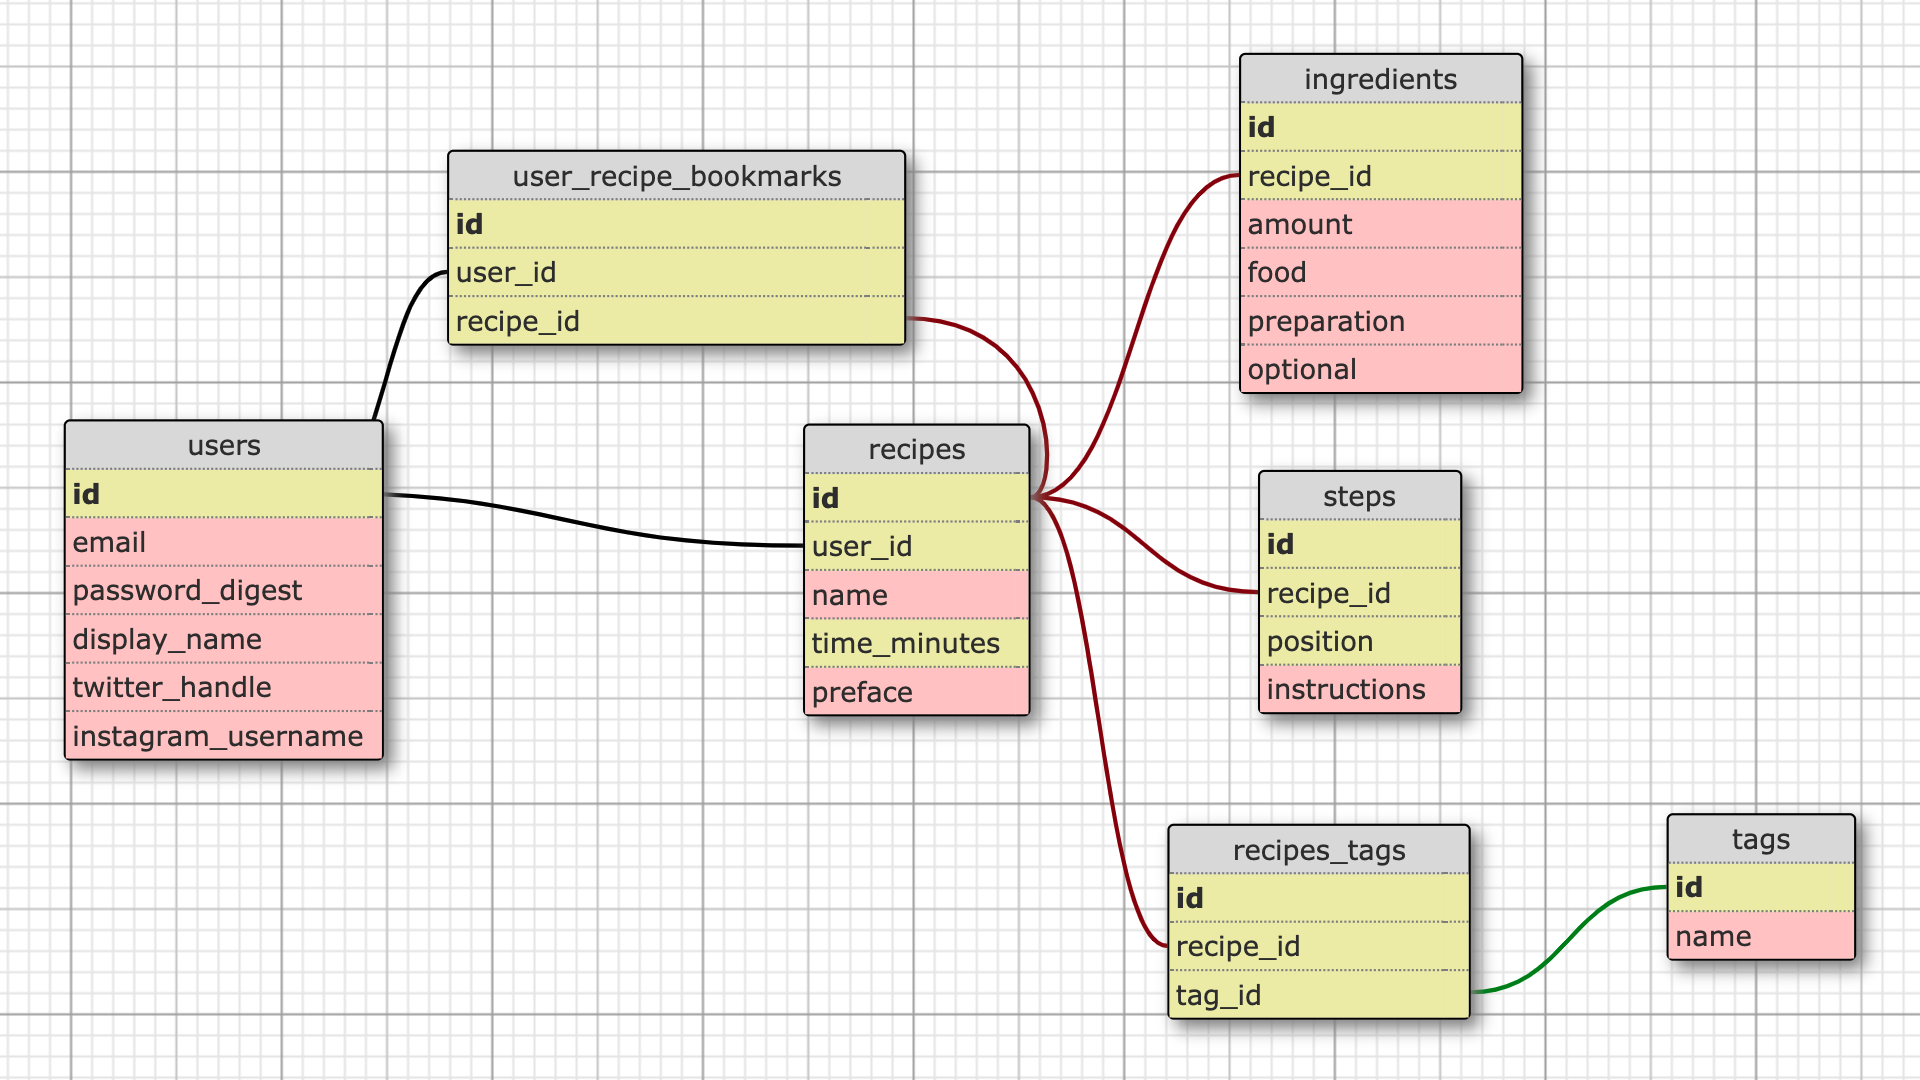 user_recipe_bookmarks
id
user_id
recipe_id
users
id
email
password_digest
display_name
twitter_handle
instagram_username
recipes
id
user_id
name
time_minutes
preface
ingredients
id
recipe_id
amount
food
preparation
optional
steps
id
recipe_id
position
instructions
recipes_tags
id
recipe_id
tag_id
tags
id
name